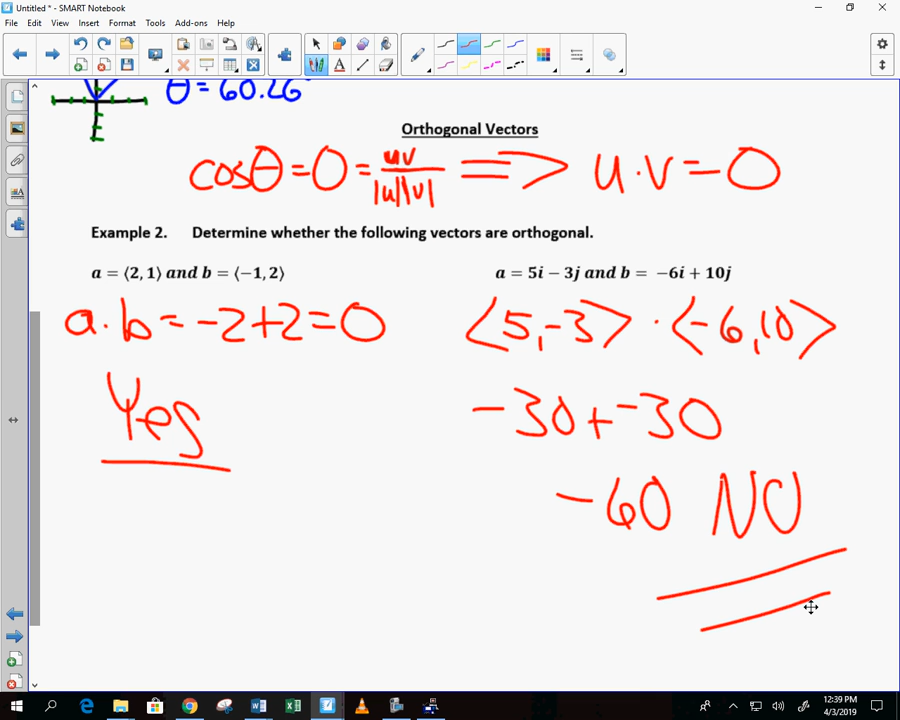 Untitled * - SMART Notebook
File Edit View Insert Format Tools Add-ons Help
θ = 60.26°
Orthogonal Vectors
cosθ = 0 = uv / |u||v| => u·v = 0
Example 2. Determine whether the following vectors are orthogonal.
a = ⟨2, 1⟩ and b = ⟨−1, 2⟩ a = 5i − 3j and b = −6i + 10j
a·b = -2+2=0 <5,-3> · <-6,10>
Yes -30+-30
-60 NO
12:39 PM
4/3/2019